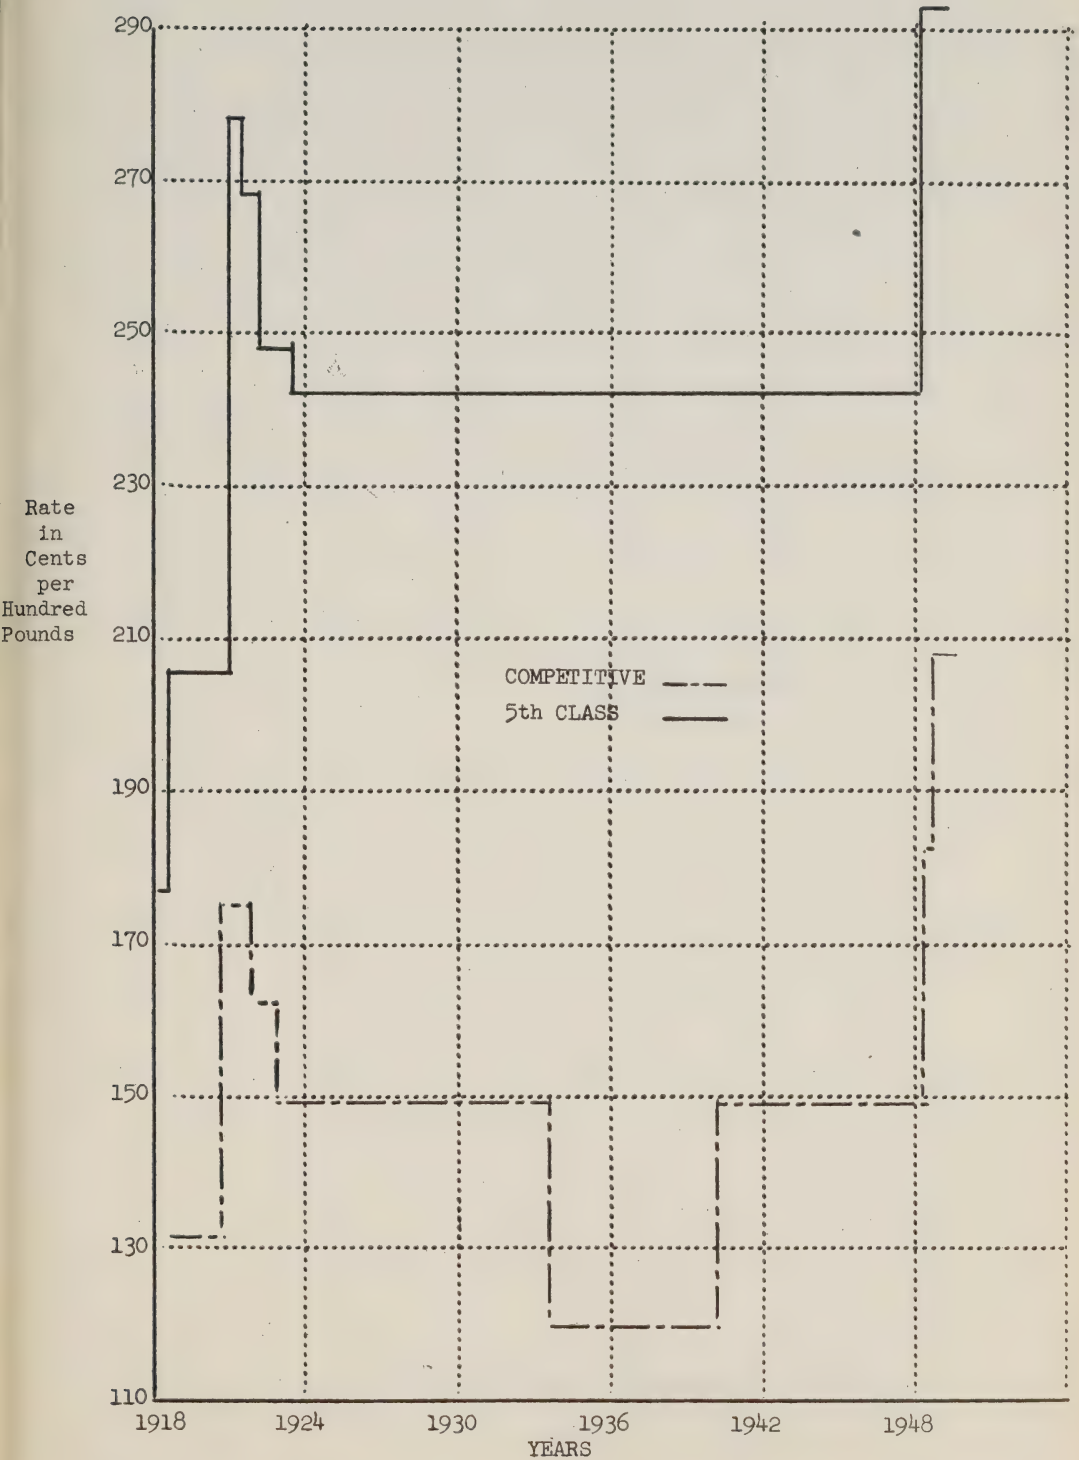 290
270
250
230
Rate
in
Cents
per
Hundred
Pounds
210
COMPETITIVE
5th CLASS
190
170
150
130
110
1918 1924 1930 1936 1942 1948
YEARS